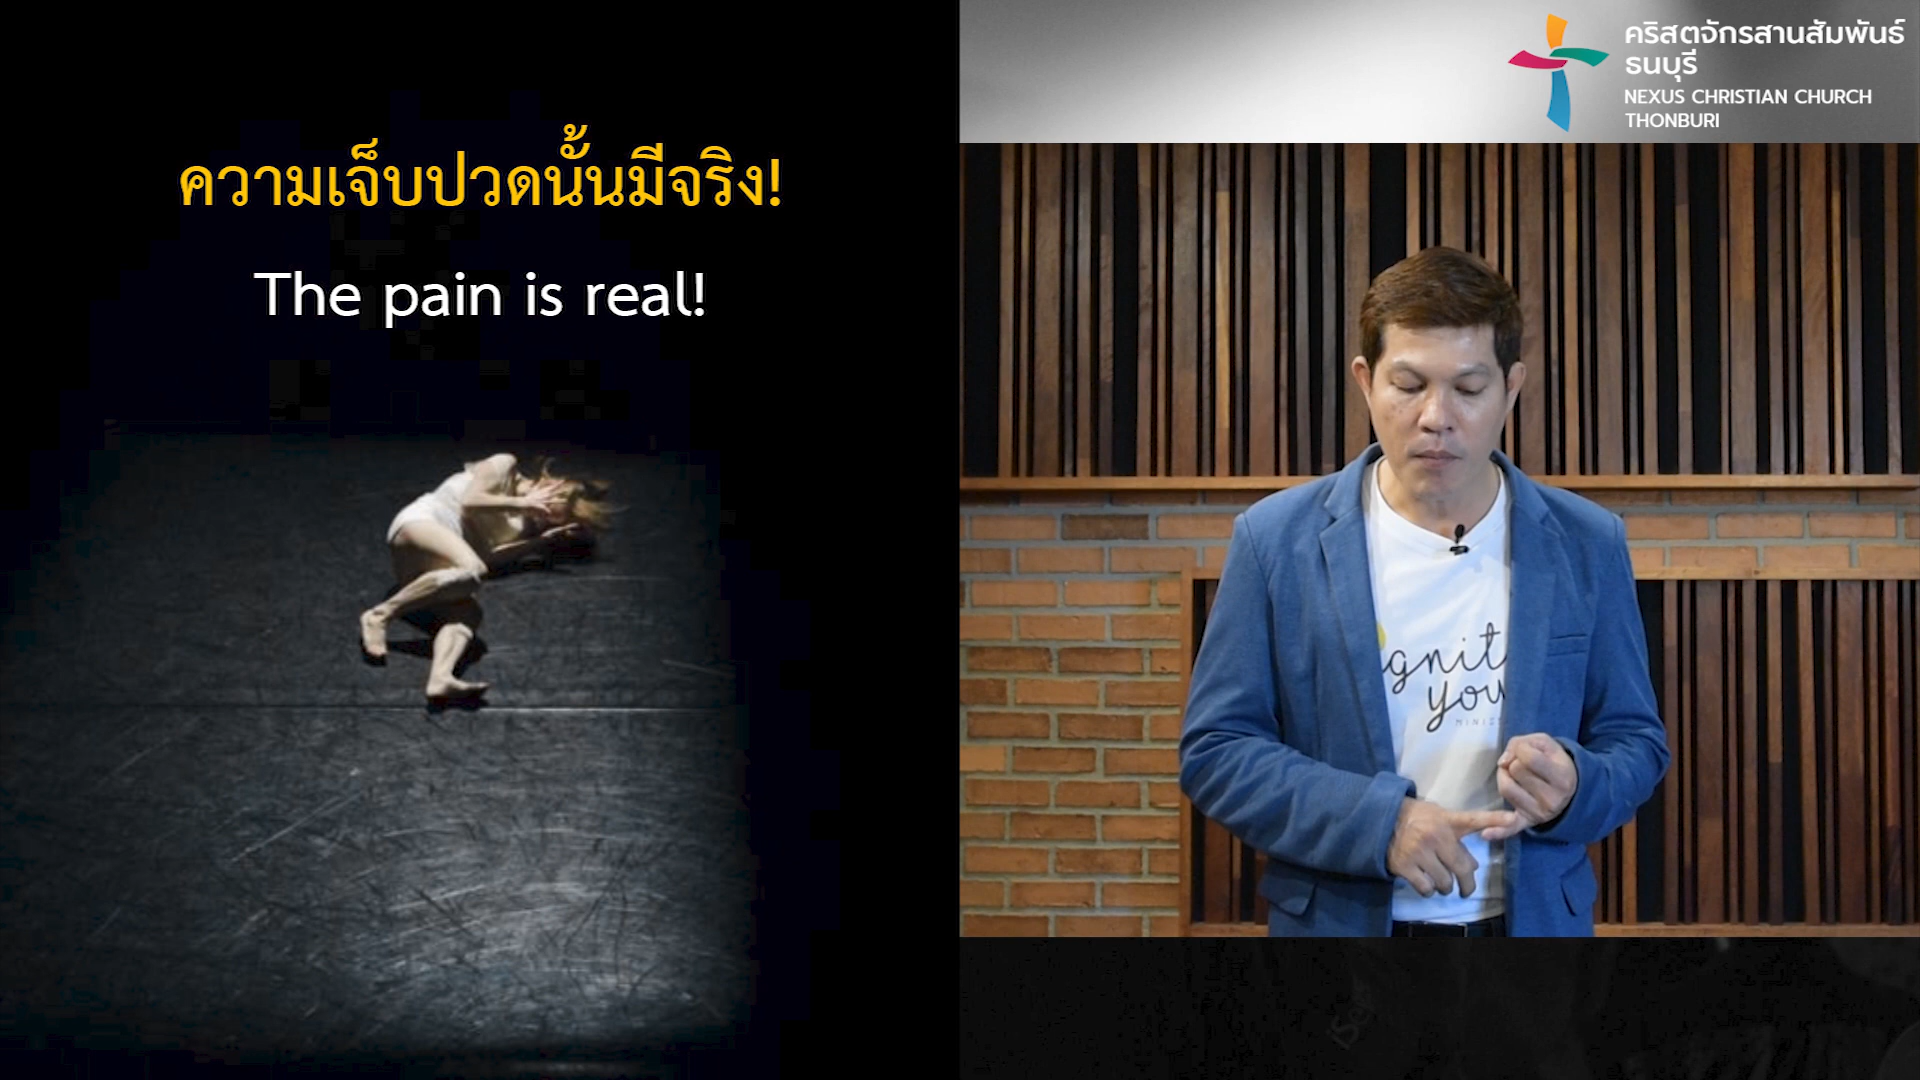 ความเจ็บปวดนั้นมีจริง!
The pain is real!
คริสตจักรสานสัมพันธ์
ธนบุรี
NEXUS CHRISTIAN CHURCH
THONBURI
gnit
you